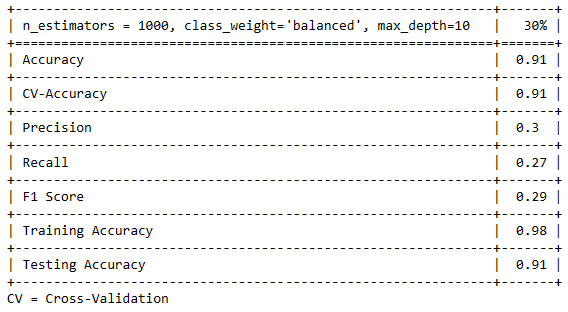 n_estimators = 1000, class_weight='balanced', max_depth=10 30%
Accuracy 0.91
CV-Accuracy 0.91
Precision 0.3
Recall 0.27
F1 Score 0.29
Training Accuracy 0.98
Testing Accuracy 0.91
CV = Cross-Validation